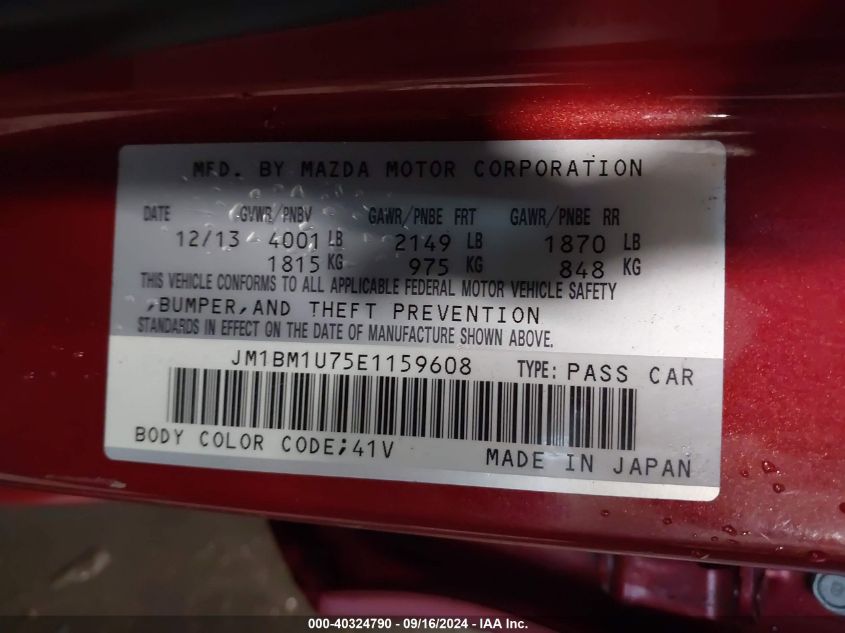 MFD. BY MAZDA MOTOR CORPORATION
DATE GVWR/PNBV GAWR/PNBE FRT GAWR/PNBE RR
12/13 4001 LB 2149 LB 1870 LB
1815 KG 975 KG 848 KG
THIS VEHICLE CONFORMS TO ALL APPLICABLE FEDERAL MOTOR VEHICLE SAFETY
,BUMPER,AND THEFT PREVENTION
STANDARDS IN EFFECT ON THE DATE OF MANUFACTURE SHOWN ABOVE.
JM1BM1U75E1159608 TYPE: PASS CAR
BODY COLOR CODE;41V MADE IN JAPAN
000-40324790 - 09/16/2024 - IAA Inc.